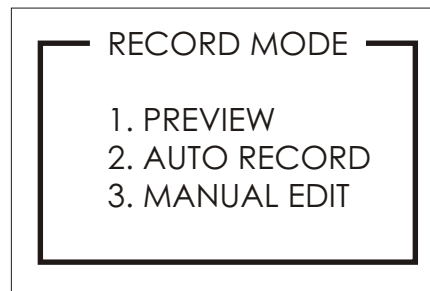 RECORD MODE
1. PREVIEW
2. AUTO RECORD
3. MANUAL EDIT